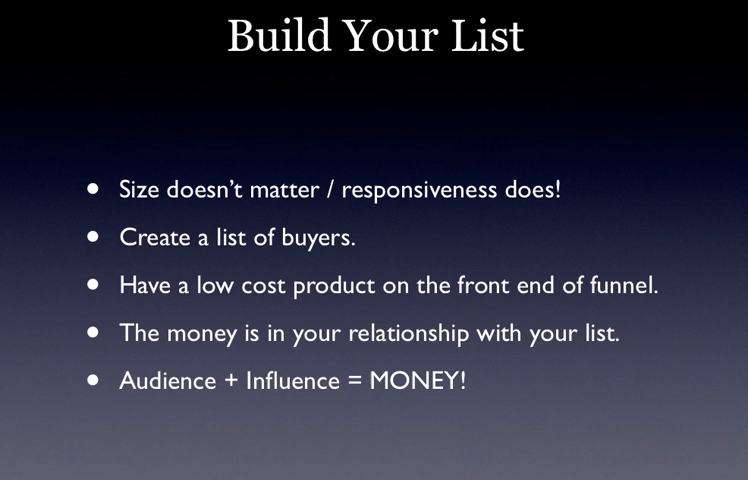 Build Your List
Size doesn’t matter / responsiveness does!
Create a list of buyers.
Have a low cost product on the front end of funnel.
The money is in your relationship with your list.
Audience + Influence = MONEY!